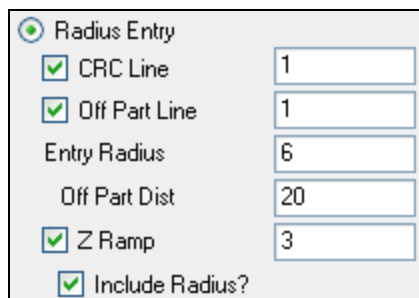 Radius Entry
CRC Line 1
Off Part Line 1
Entry Radius 6
Off Part Dist 20
Z Ramp 3
Include Radius?